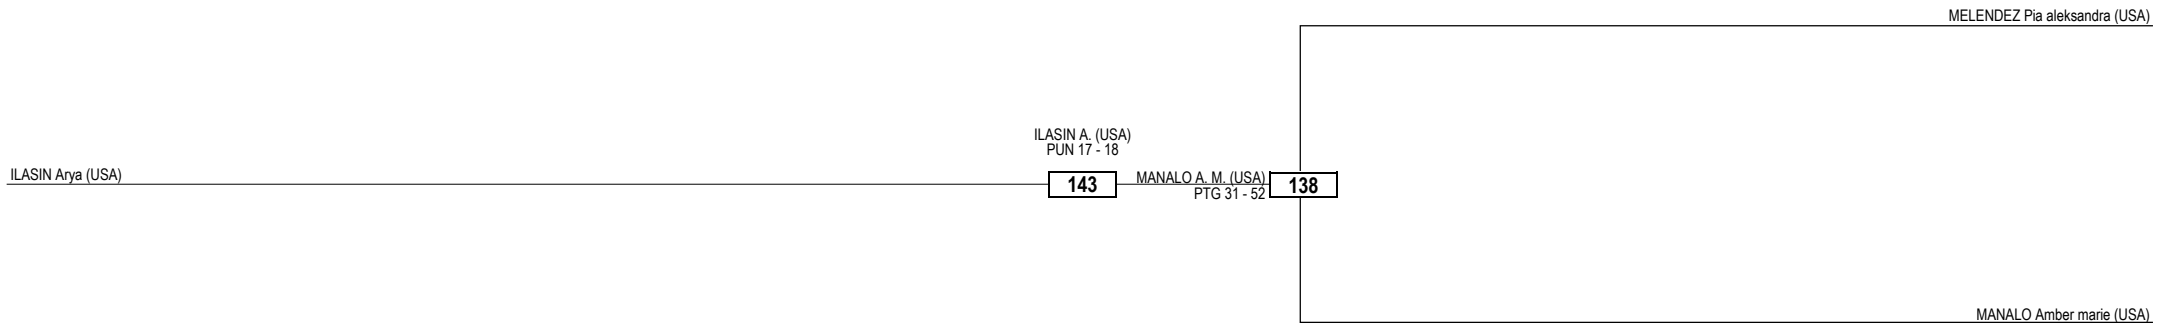 MELENDEZ Pia aleksandra (USA)
ILASIN A. (USA)
PUN 17 - 18
ILASIN Arya (USA)
143
MANALO A. M. (USA)
PTG 31 - 52
138
MANALO Amber marie (USA)